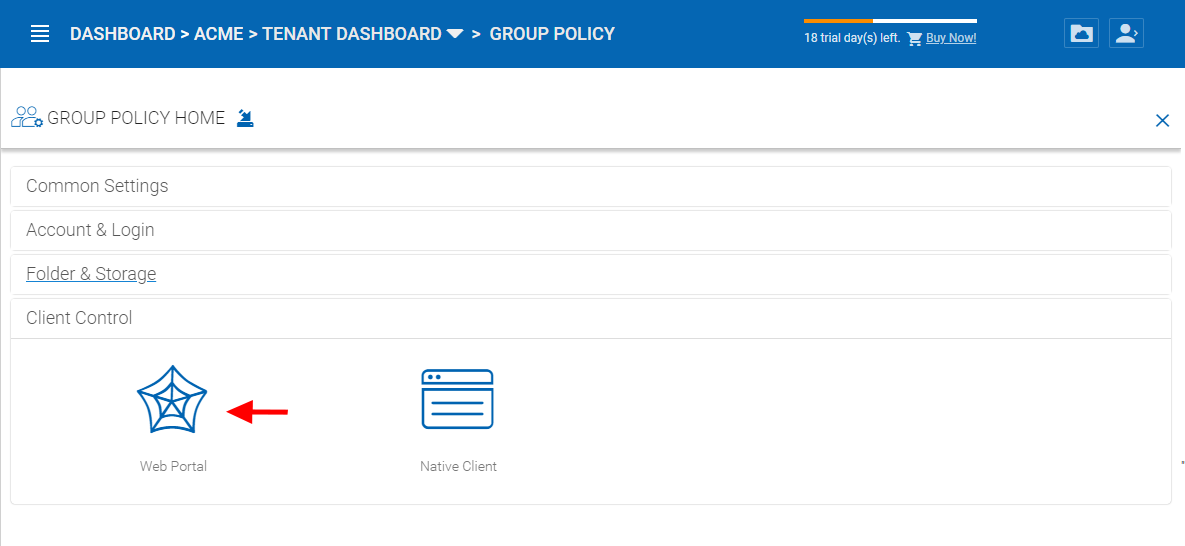 DASHBOARD > ACME > TENANT DASHBOARD > GROUP POLICY
18 trial day(s) left. Buy Now!
GROUP POLICY HOME
Common Settings
Account & Login
Folder & Storage
Client Control
Web Portal
Native Client